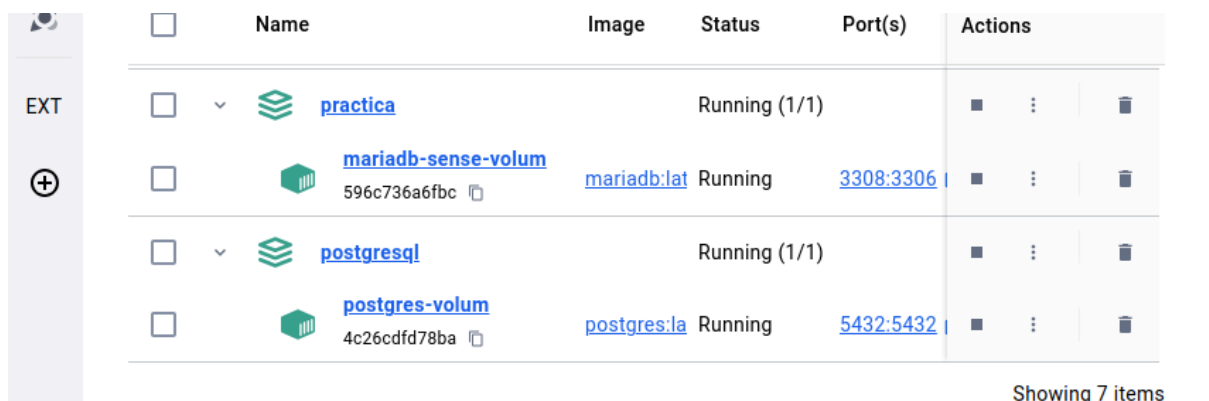 Name Image Status Port(s) Actions
EXT
practica Running (1/1)
mariadb-sense-volum
mariadb:lat Running 3308:3306
596c736a6fbc
postgresql Running (1/1)
postgres-volum
postgres:la Running 5432:5432
4c26cdfd78ba
Showing 7 items